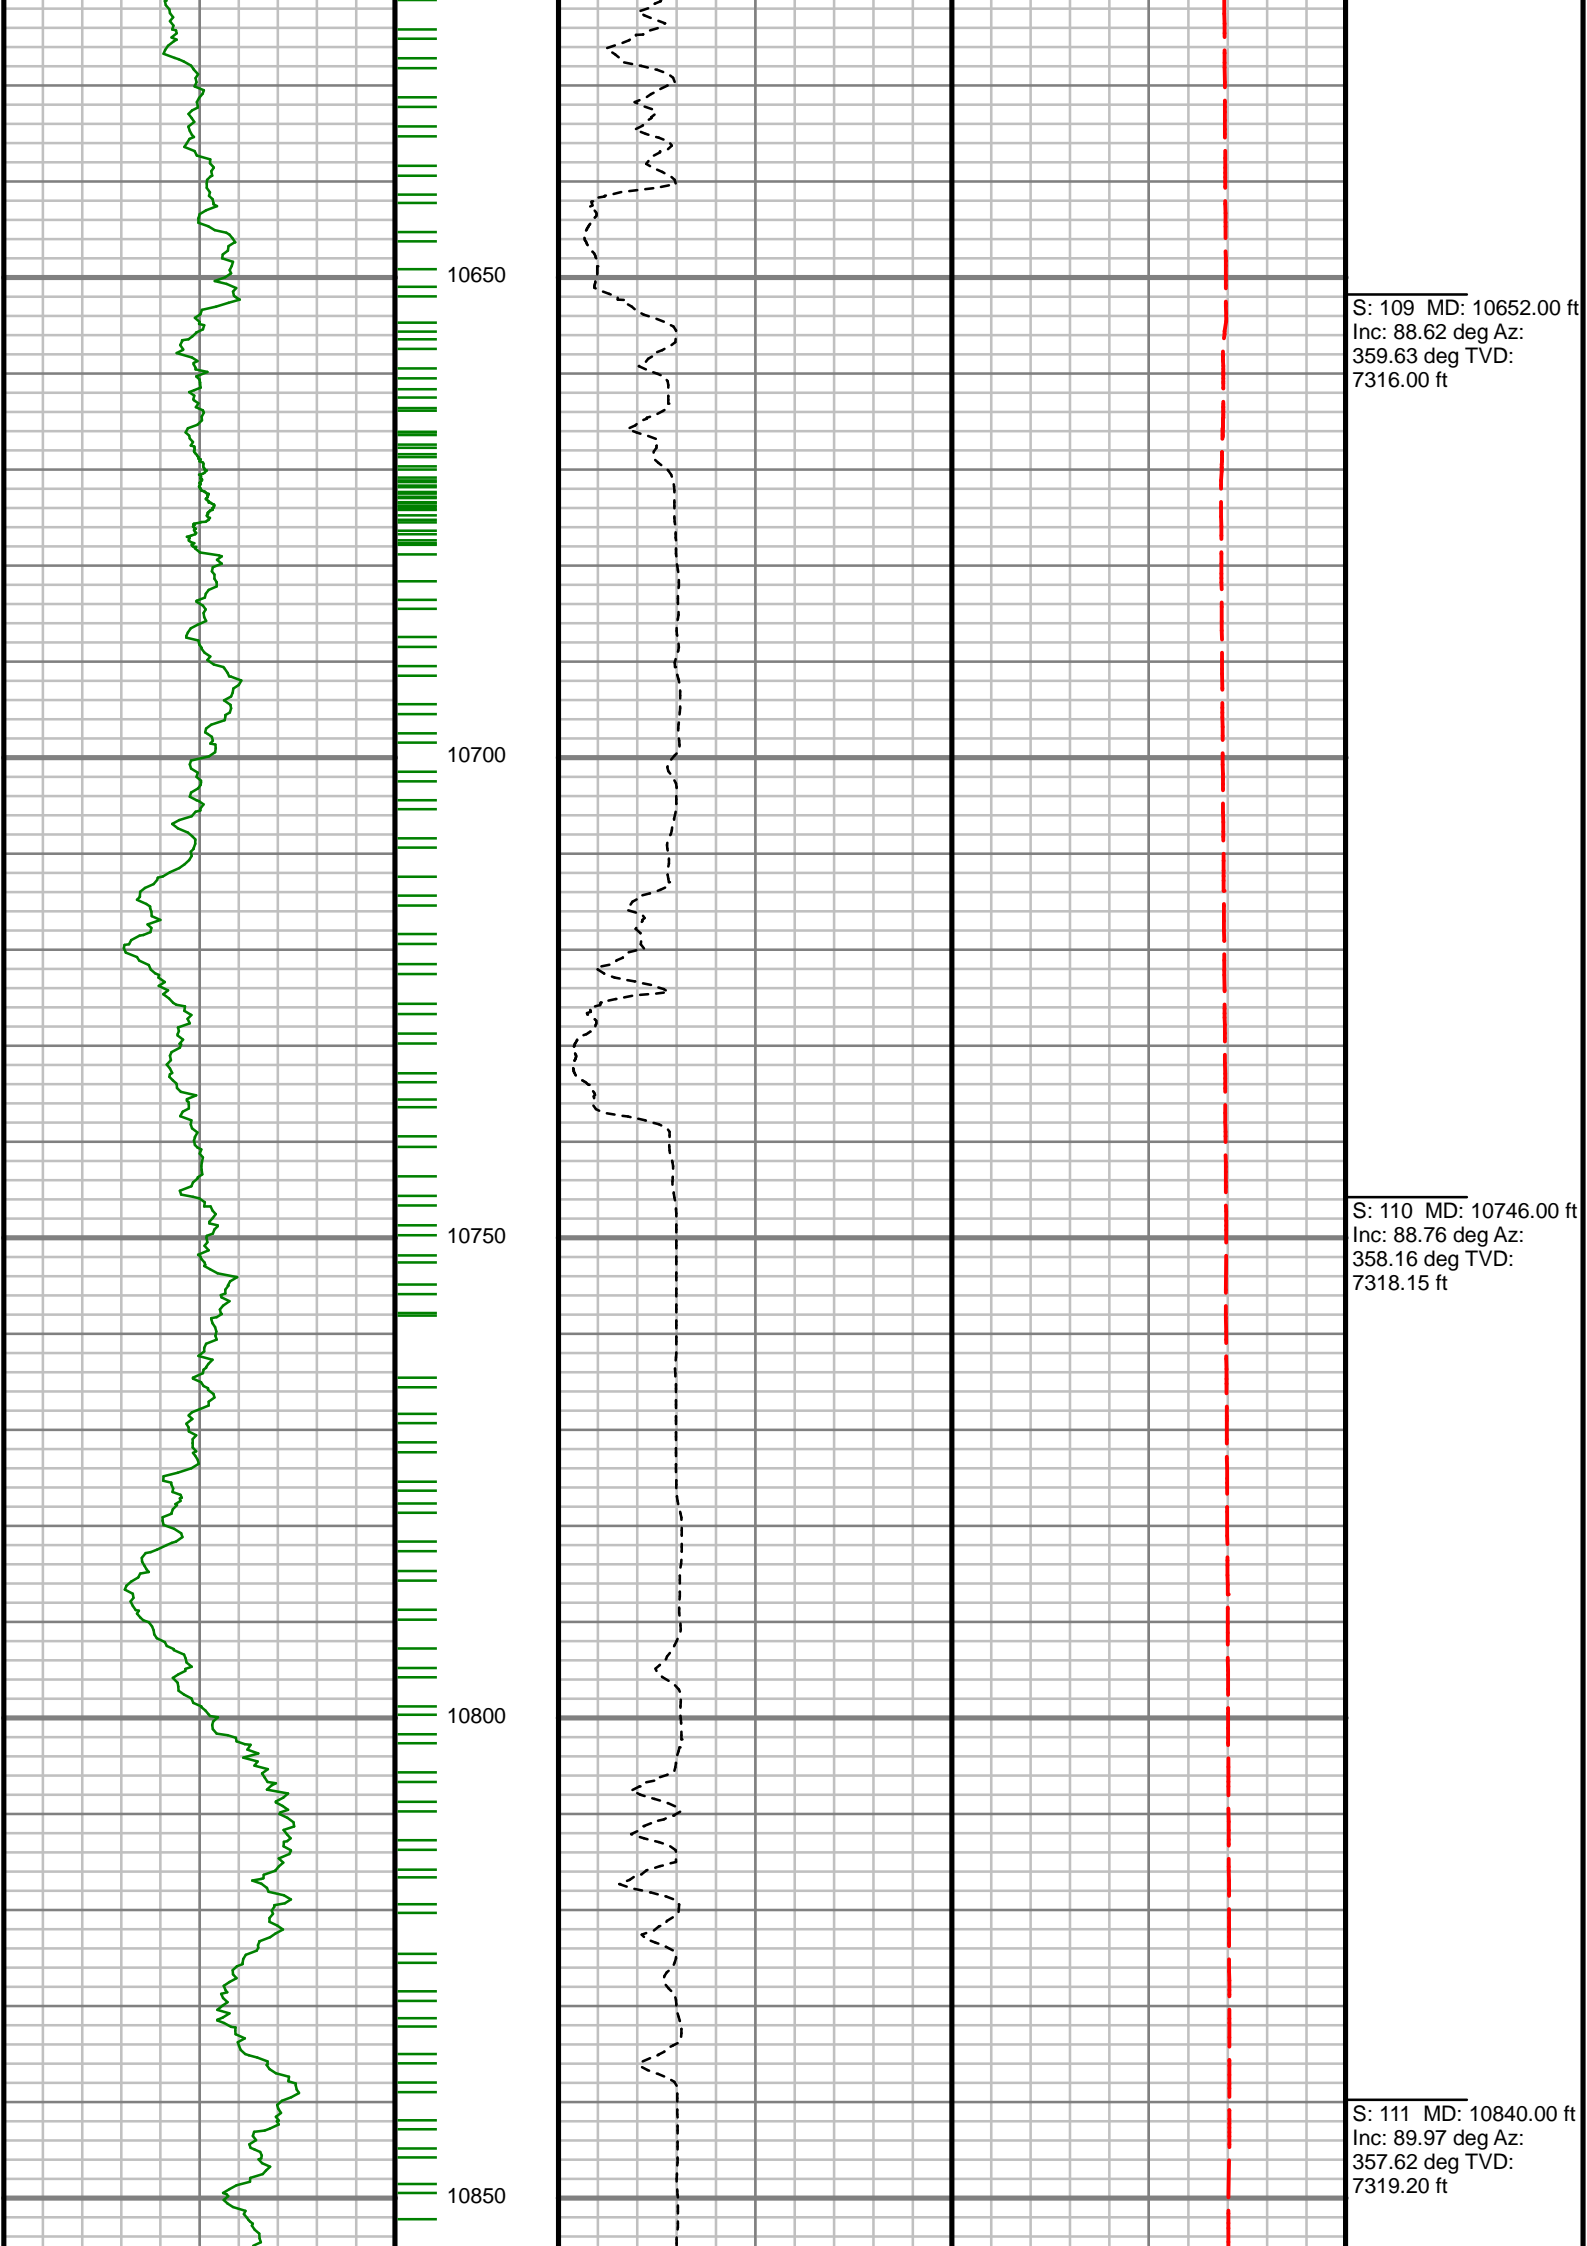 10650
S: 109 MD: 10652.00 ft
Inc: 88.62 deg Az:
359.63 deg TVD:
7316.00 ft
10700
S: 110 MD: 10746.00 ft
Inc: 88.76 deg Az:
358.16 deg TVD:
7318.15 ft
10750
10800
S: 111 MD: 10840.00 ft
Inc: 89.97 deg Az:
357.62 deg TVD:
7319.20 ft
10850